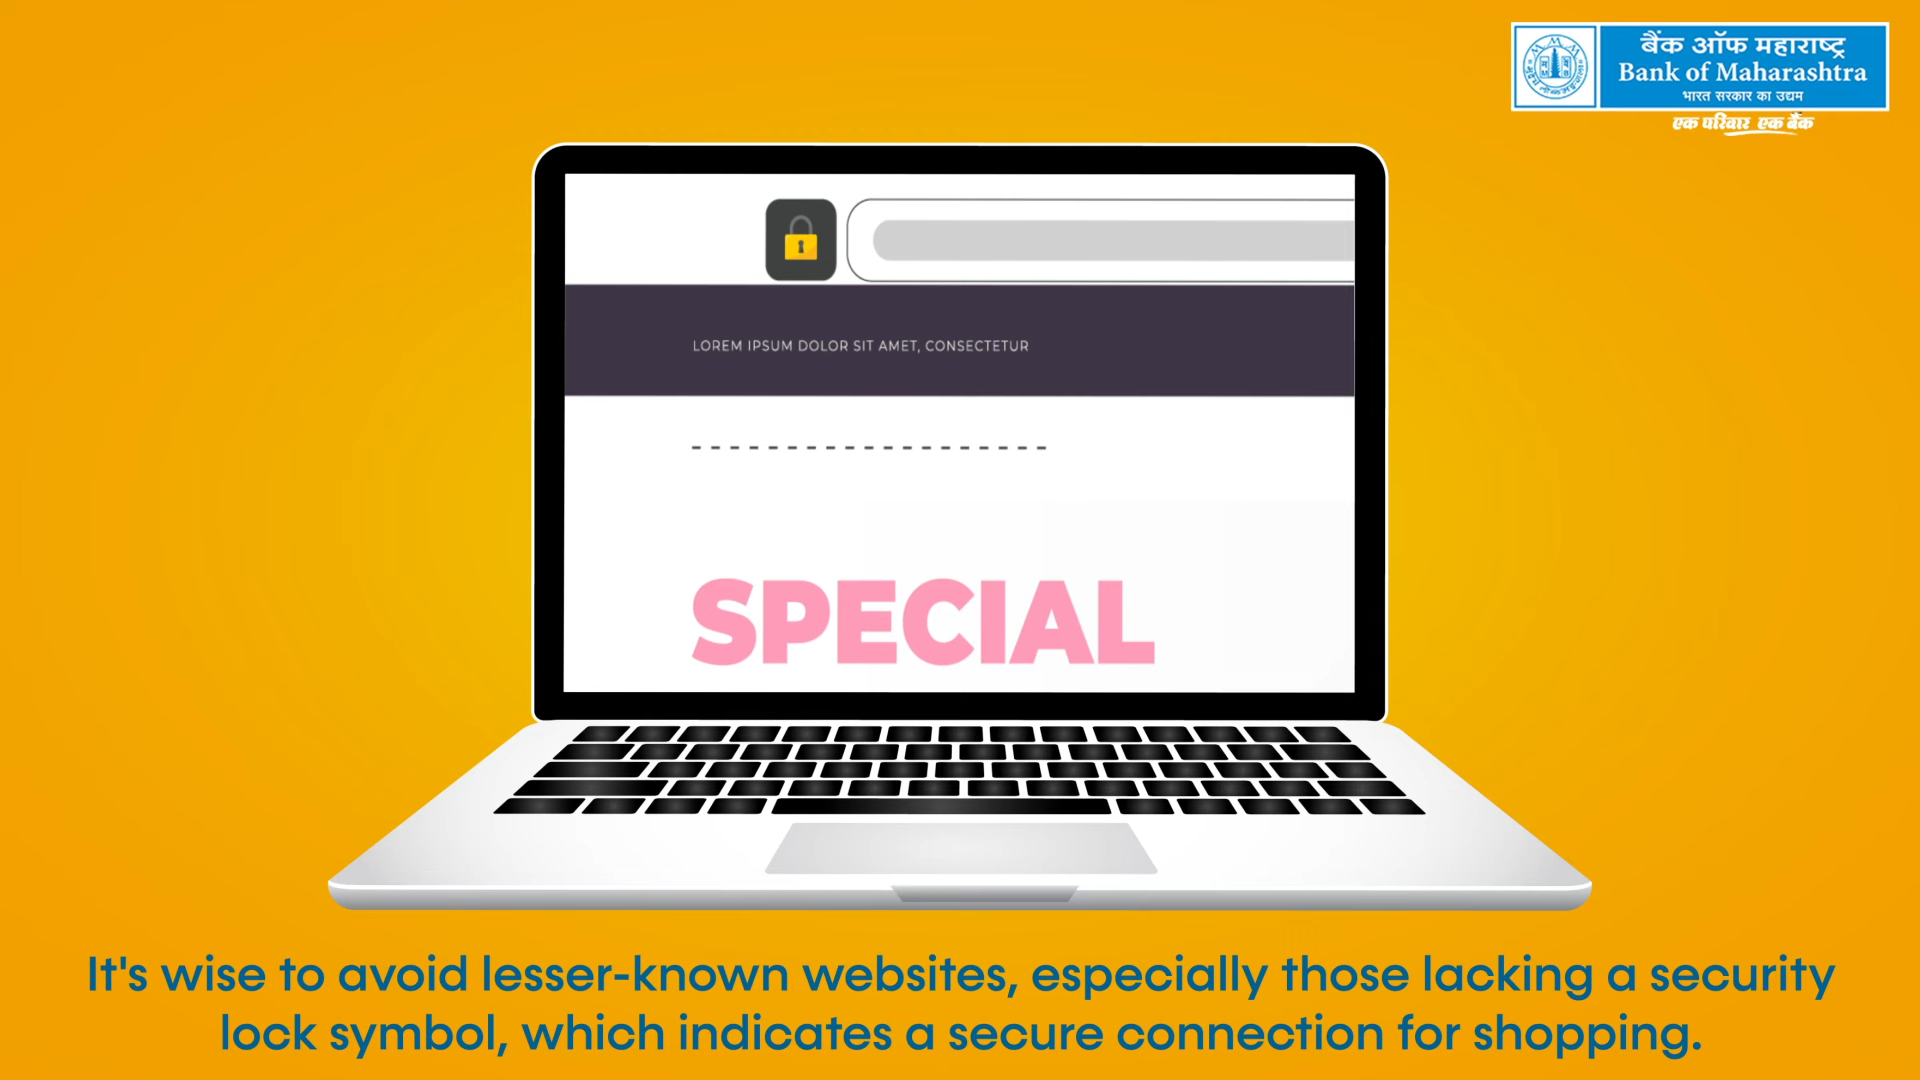 बैंक ऑफ महाराष्ट्र
Bank of Maharashtra
भारत सरकार का उद्यम
एक परिवार एक बैंक
LOREM IPSUM DOLOR SIT AMET, CONSECTETUR
SPECIAL
It's wise to avoid lesser-known websites, especially those lacking a security
lock symbol, which indicates a secure connection for shopping.